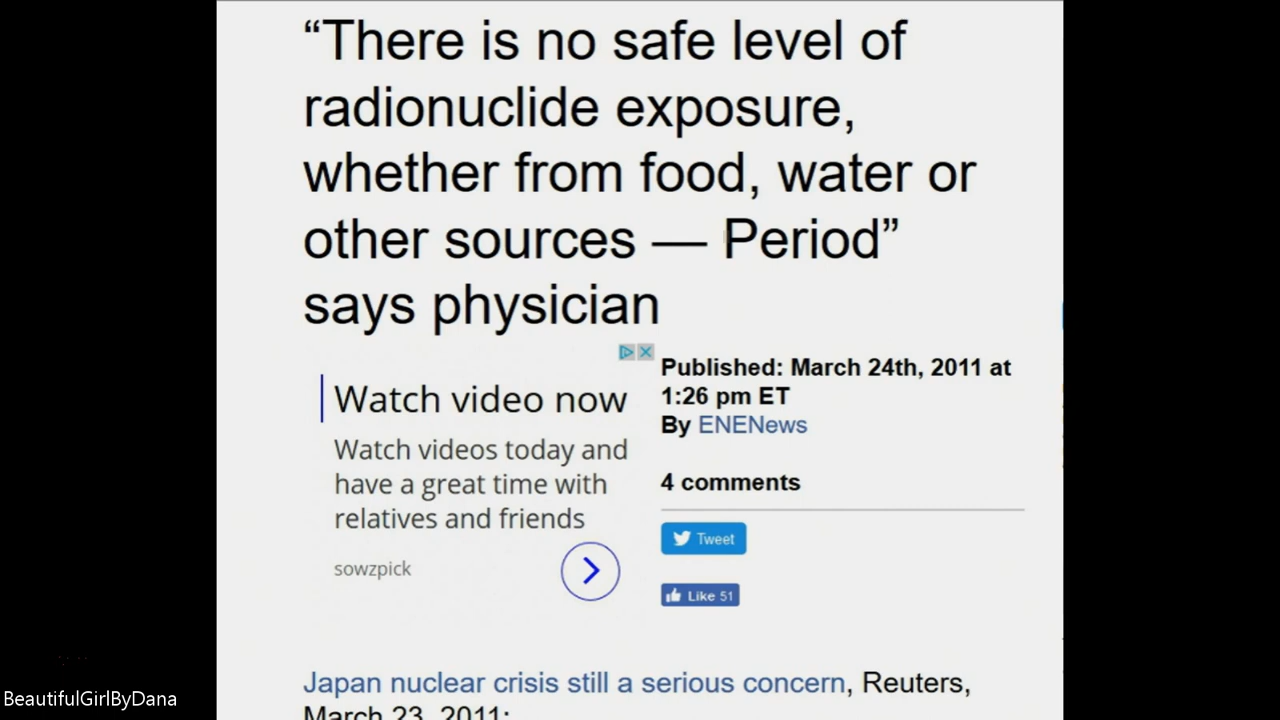 “There is no safe level of
radionuclide exposure,
whether from food, water or
other sources — Period”
says physician
Watch video now
Watch videos today and
have a great time with
relatives and friends
sowzpick
Published: March 24th, 2011 at
1:26 pm ET
By ENENews
4 comments
Tweet
Like 51
Japan nuclear crisis still a serious concern, Reuters,
March 23, 2011:
BeautifulGirlByDana